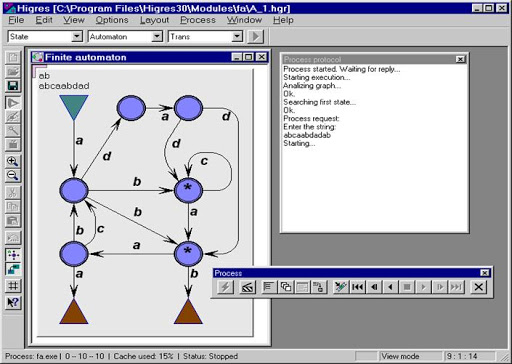 Higres [C:\Program Files\Higres30\Modules\fa\A_1.hgr]
File Edit View Options Layout Process Window Help
State Automaton Trans
Finite automaton
ab
abcaabdad
a
d
a
d
d
c
b
*
b
a
b
c
a
*
a
b
Process protocol
Process started. Waiting for reply...
Starting execution...
Analizing graph...
Ok.
Searching first state...
Ok.
Process request:
Enter the string:
abcaabdadab
Starting...
Process
Process: fa.exe | 0 -- 10 -- 10 | Cache used: 15% | Status: Stopped
View mode
9 : 1 : 14